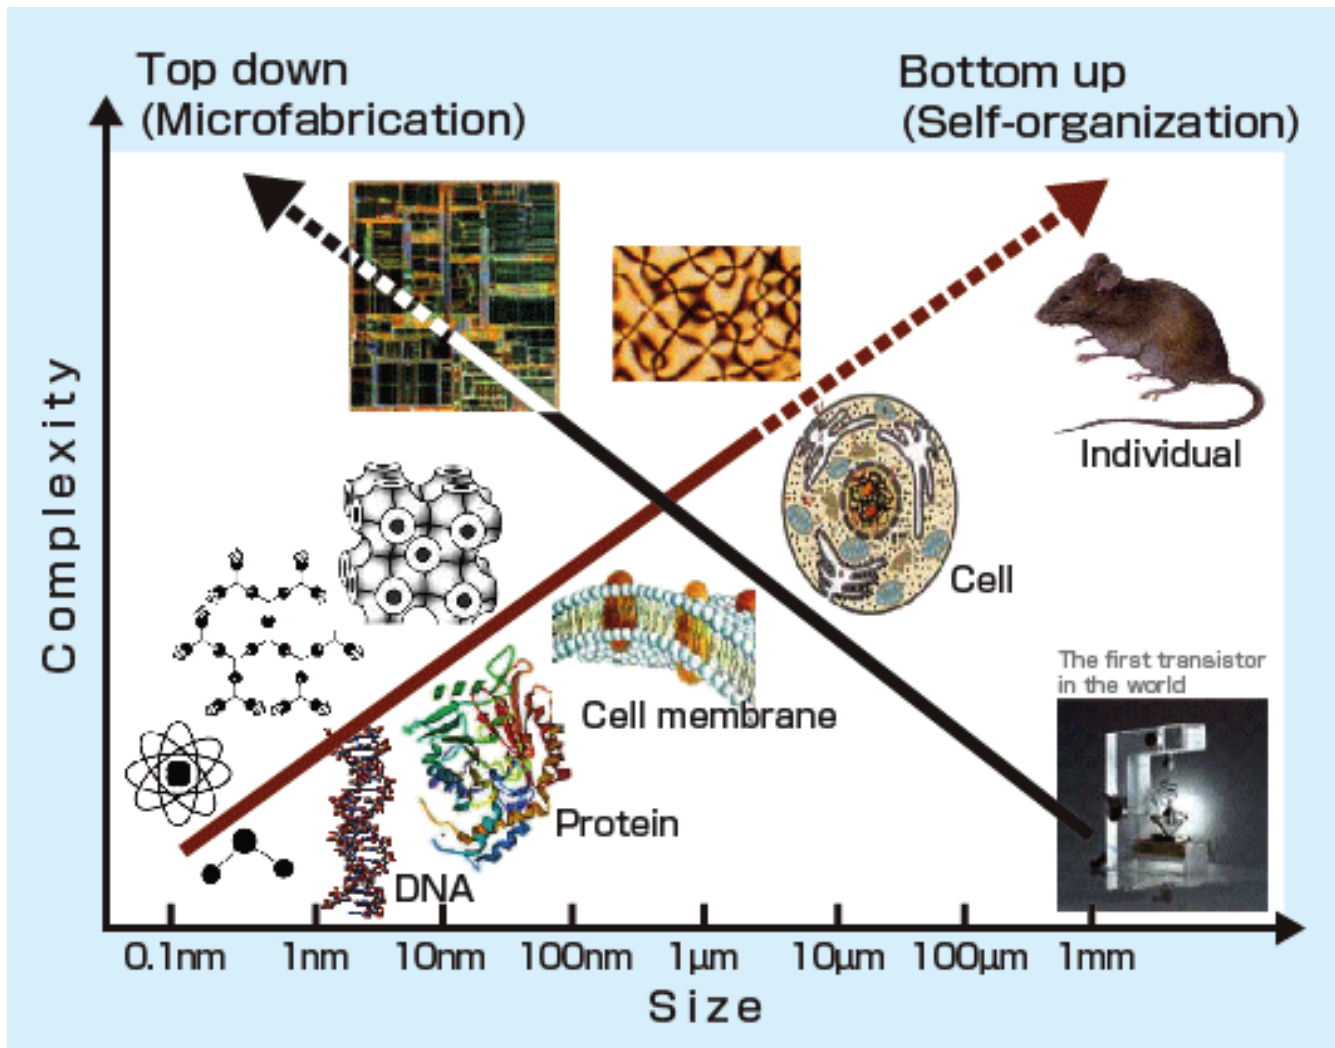 Top down
(Microfabrication)
Bottom up
(Self-organization)
Complexity
Individual
Cell
The first transistor
in the world
Cell membrane
Protein
DNA
0.1nm 1nm 10nm 100nm 1μm 10μm 100μm 1mm
Size